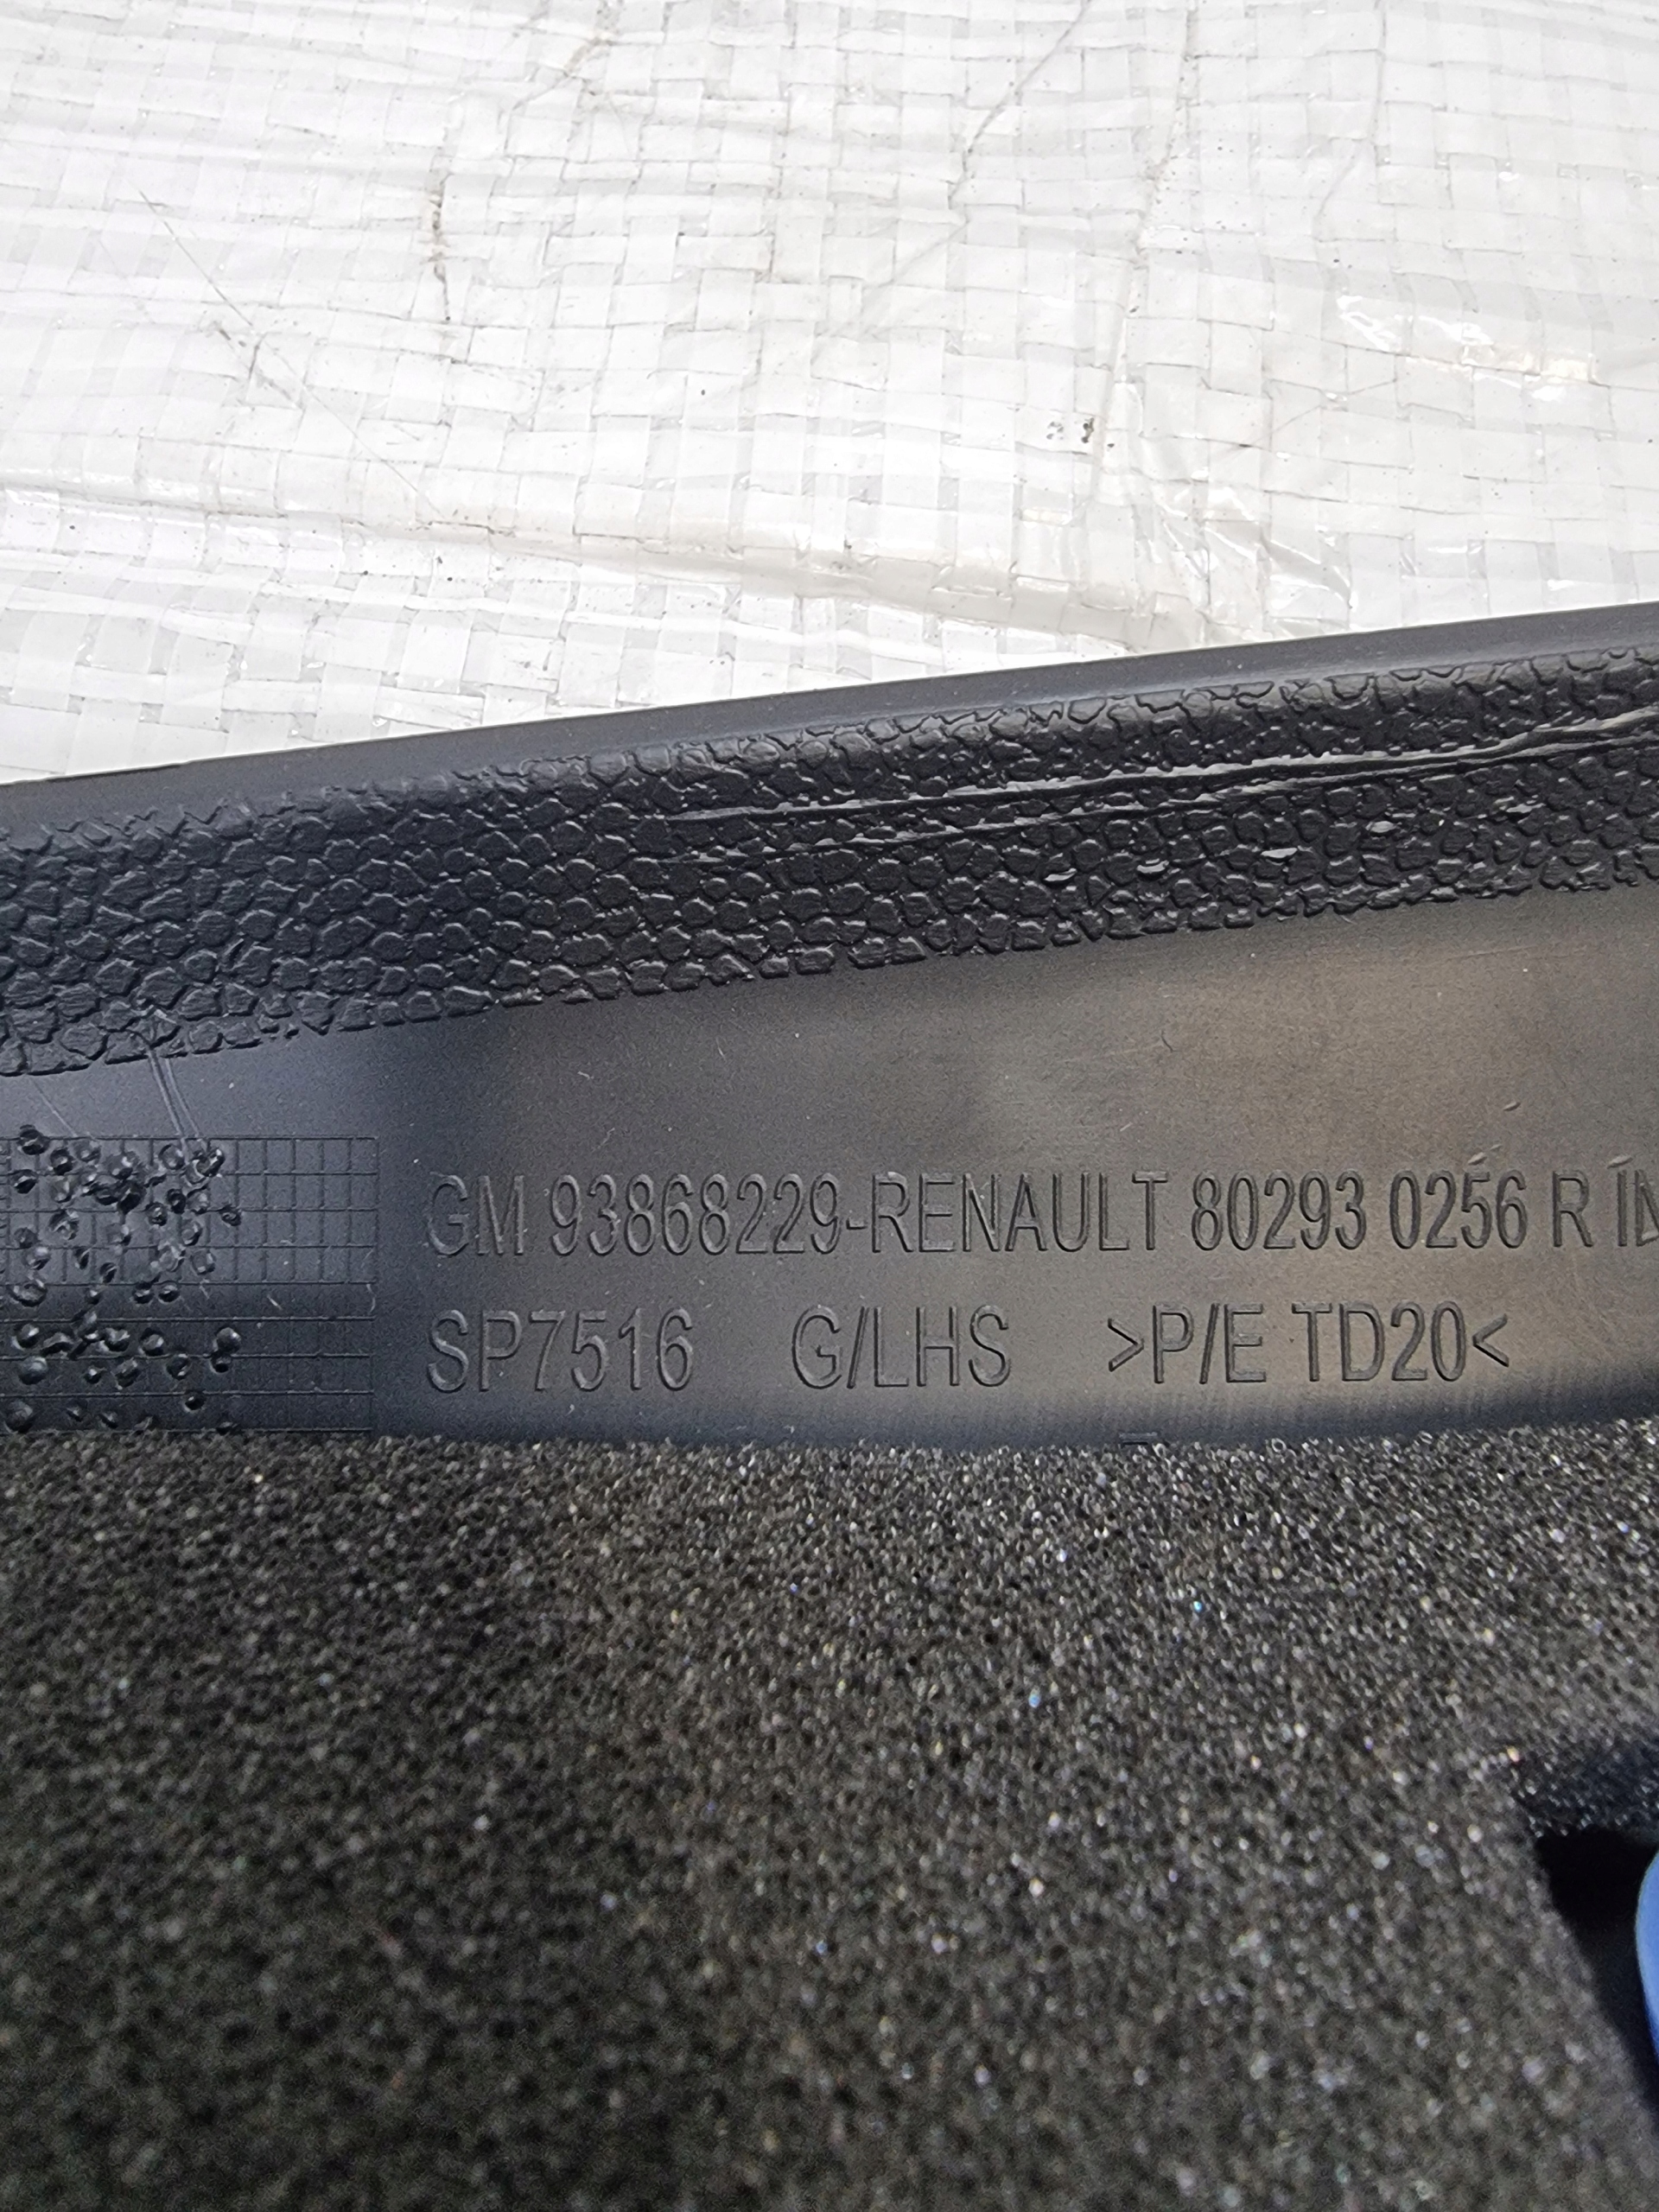 GM 93868229-RENAULT 80293 0256 R
SP7516 G/LHS >P/E TD20<